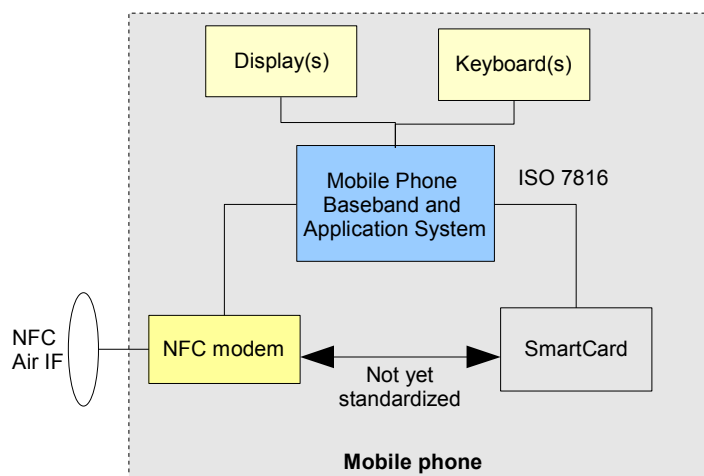 Display(s)
Keyboard(s)
Mobile Phone
Baseband and
Application System
ISO 7816
NFC
Air IF
NFC modem
SmartCard
Not yet
standardized
Mobile phone